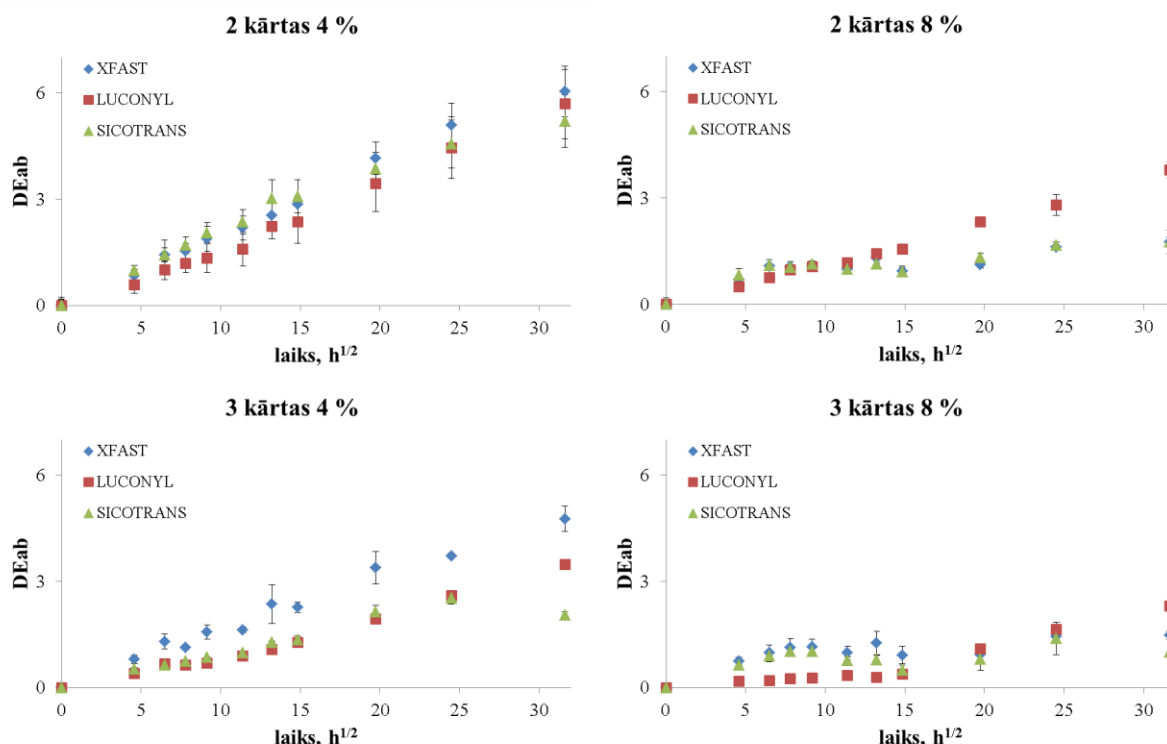 2 kārtas 4 %
XFAST
LUCONYL
SICOTRANS
DEab
6
3
0
0 5 10 15 20 25 30
laiks, h1/2
2 kārtas 8 %
XFAST
LUCONYL
SICOTRANS
DEab
6
3
0
0 5 10 15 20 25 30
laiks, h1/2
3 kārtas 4 %
XFAST
LUCONYL
SICOTRANS
DEab
6
3
0
0 5 10 15 20 25 30
laiks, h1/2
3 kārtas 8 %
XFAST
LUCONYL
SICOTRANS
DEab
6
3
0
0 5 10 15 20 25 30
laiks, h1/2